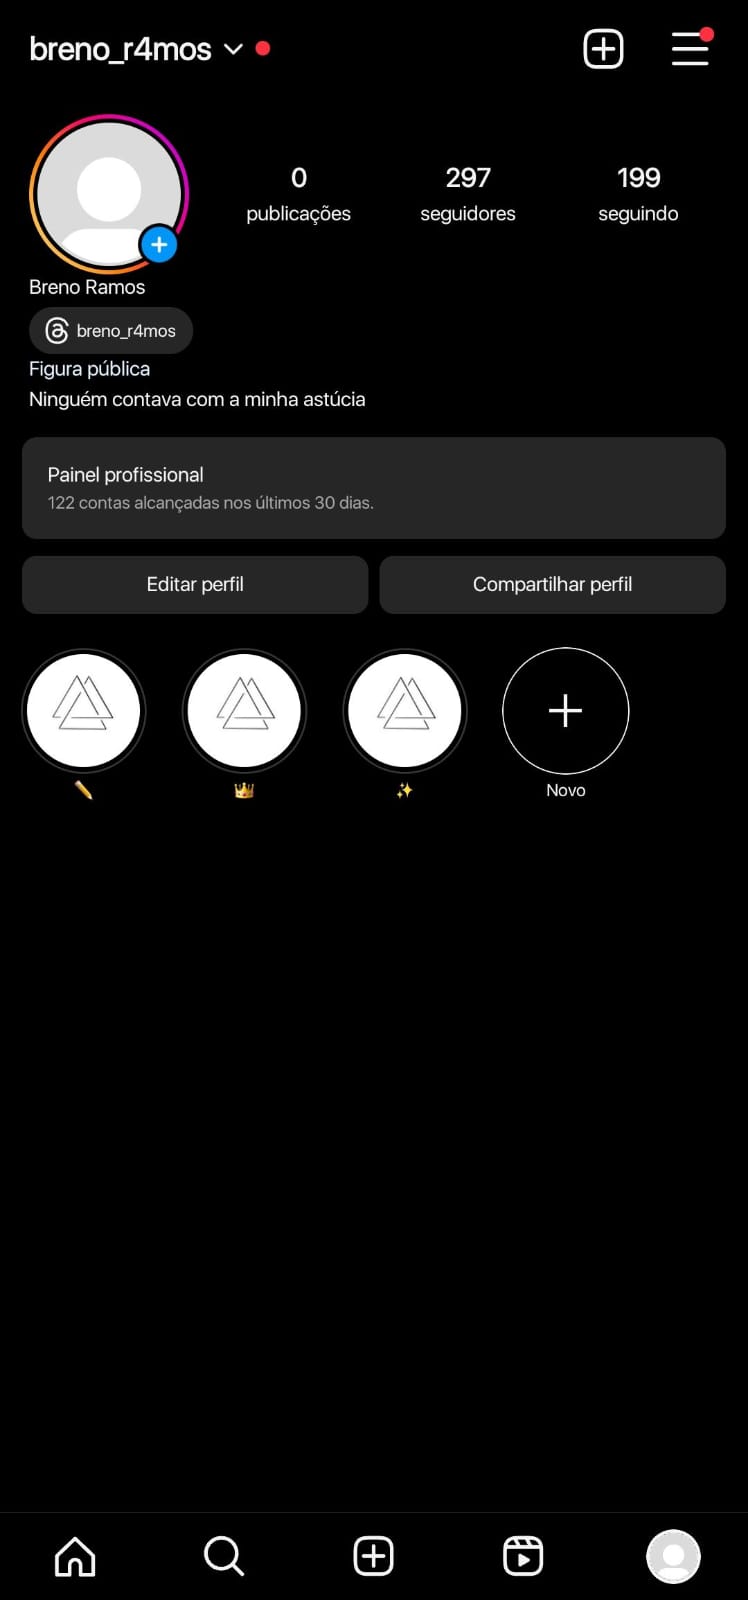 breno_r4mos
0 297 199
publicações seguidores seguindo
Breno Ramos
breno_r4mos
Figura pública
Ninguém contava com a minha astúcia
Painel profissional
122 contas alcançadas nos últimos 30 dias.
Editar perfil Compartilhar perfil
Novo